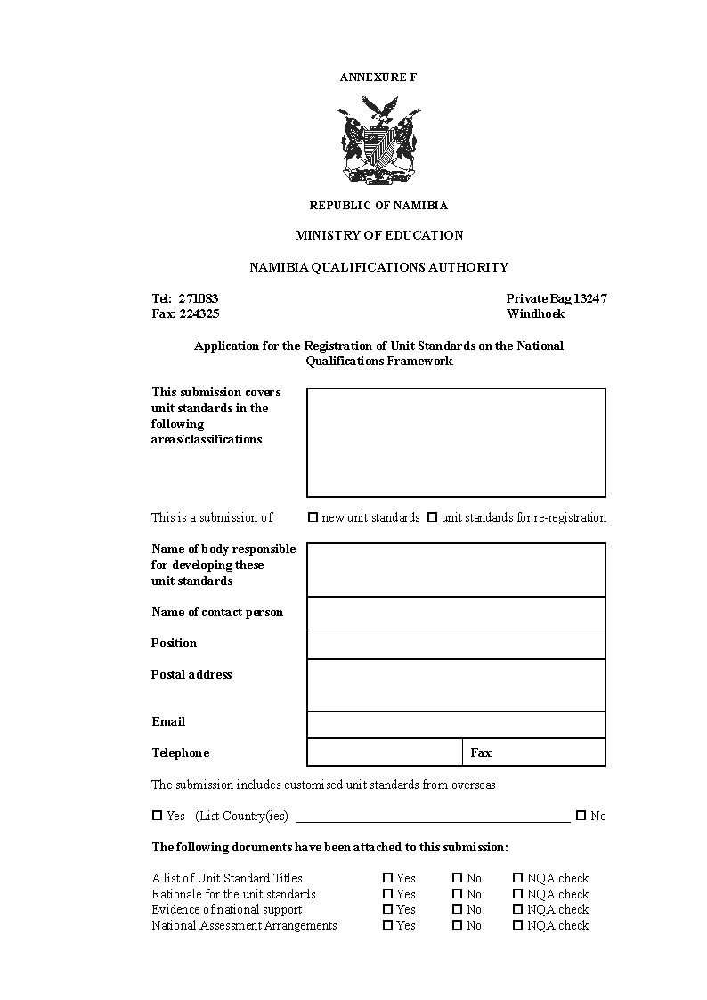 ANNEXURE F
REPUBLIC OF NAMIBIA
MINISTRY OF EDUCATION
NAMIBIA QUALIFICATIONS AUTHORITY
Tel: 271083 Private Bag 13247
Fax: 224325 Windhoek
Application for the Registration of Unit Standards on the National
Qualifications Framework
This submission covers
unit standards in the
following
areas/classifications
This is a submission of ☐ new unit standards ☐ unit standards for re-registration
Name of body responsible
for developing these
unit standards
Name of contact person
Position
Postal address
Email
Telephone Fax
The submission includes customised unit standards from overseas
☐ Yes (List Country(ies) ____________________ ☐ No
The following documents have been attached to this submission:
A list of Unit Standard Titles ☐ Yes ☐ No ☐ NQA check
Rationale for the unit standards ☐ Yes ☐ No ☐ NQA check
Evidence of national support ☐ Yes ☐ No ☐ NQA check
National Assessment Arrangements ☐ Yes ☐ No ☐ NQA check